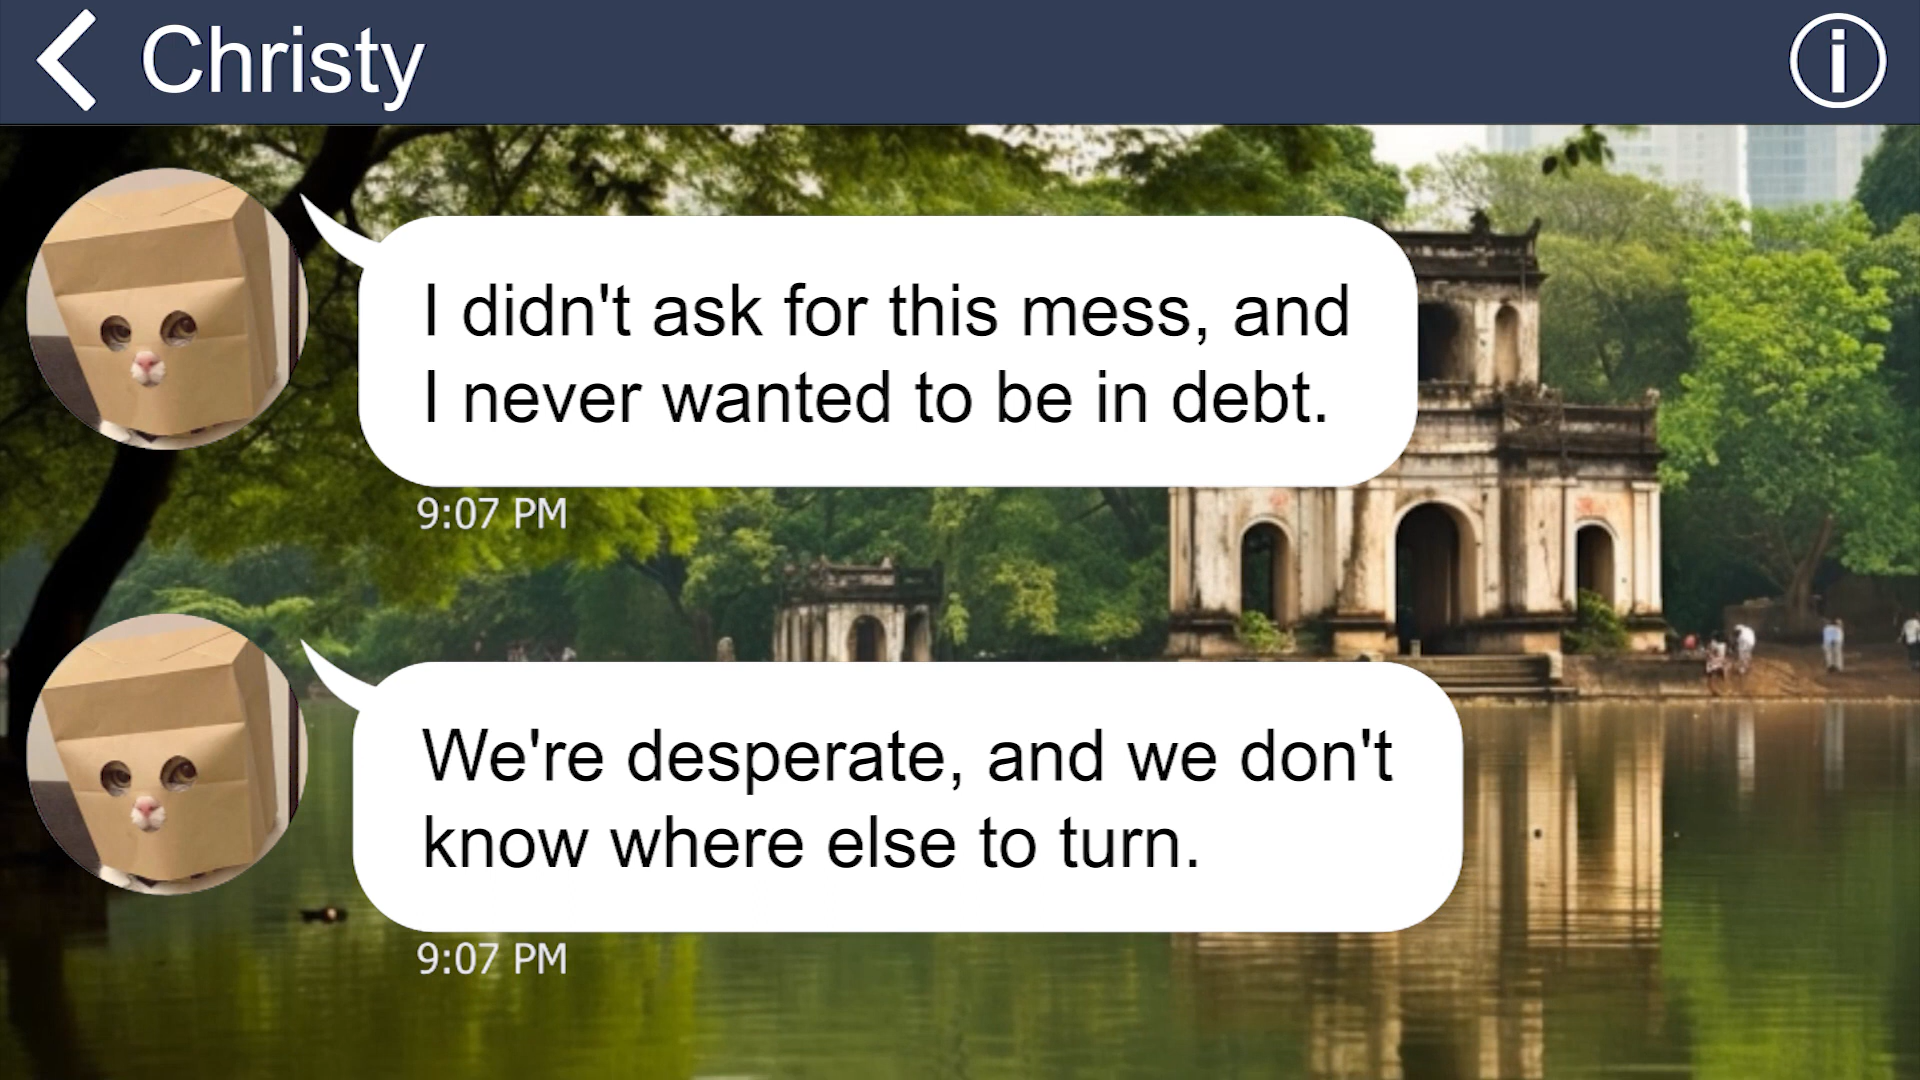 Christy
I didn't ask for this mess, and
I never wanted to be in debt.
9:07 PM
We're desperate, and we don't
know where else to turn.
9:07 PM